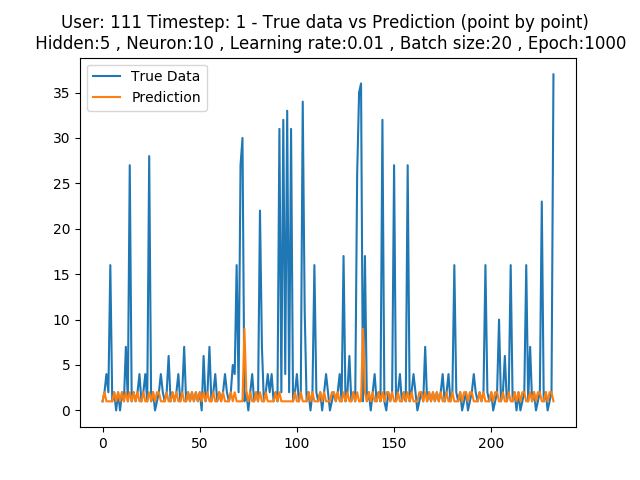 User: 111 Timestep: 1 - True data vs Prediction (point by point)
Hidden:5 , Neuron:10 , Learning rate:0.01 , Batch size:20 , Epoch:1000
True Data
Prediction
35
30
25
20
15
10
5
0
0 50 100 150 200